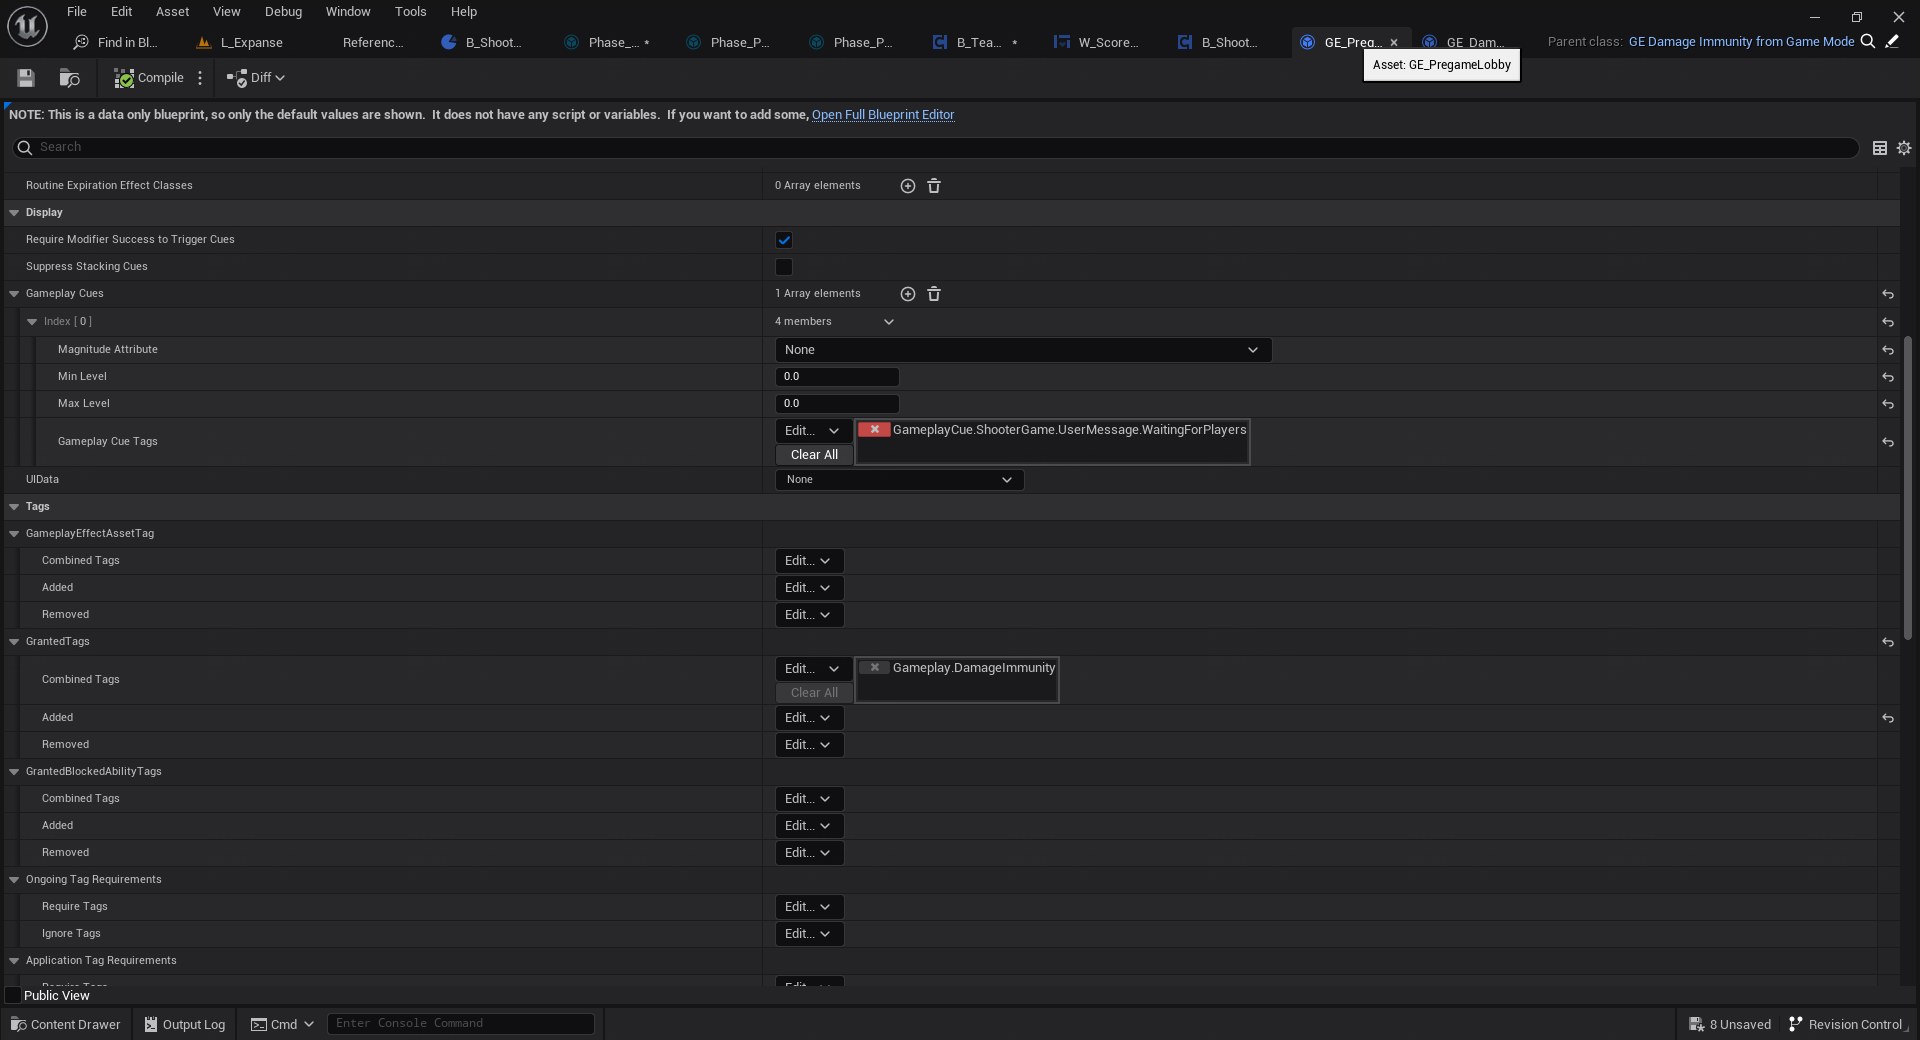 File Edit Asset View Debug Window Tools Help
Find in Bl... L_Expanse Referenc... B_Shoot... Phase_... * Phase_P... Phase_P... B_Tea... * W_Score... B_Shoot... GE_Preg... GE_Dam... Parent class: GE Damage Immunity from Game Mode
Asset: GE_PregameLobby
Compile Diff
NOTE: This is a data only blueprint, so only the default values are shown. It does not have any script or variables. If you want to add some, Open Full Blueprint Editor
Search
Routine Expiration Effect Classes 0 Array elements
Display
Require Modifier Success to Trigger Cues
Suppress Stacking Cues
Gameplay Cues 1 Array elements
Index [ 0 ] 4 members
Magnitude Attribute None
Min Level 0.0
Max Level 0.0
Gameplay Cue Tags Edit... GameplayCue.ShooterGame.UserMessage.WaitingForPlayers
Clear All
UIData None
Tags
GameplayEffectAssetTag
Combined Tags Edit...
Added Edit...
Removed Edit...
GrantedTags
Combined Tags Edit... Gameplay.DamageImmunity
Clear All
Added Edit...
Removed Edit...
GrantedBlockedAbilityTags
Combined Tags Edit...
Added Edit...
Removed Edit...
Ongoing Tag Requirements
Require Tags Edit...
Ignore Tags Edit...
Application Tag Requirements
Require Tags Edit...
Public View
Content Drawer Output Log Cmd Enter Console Command 8 Unsaved Revision Control